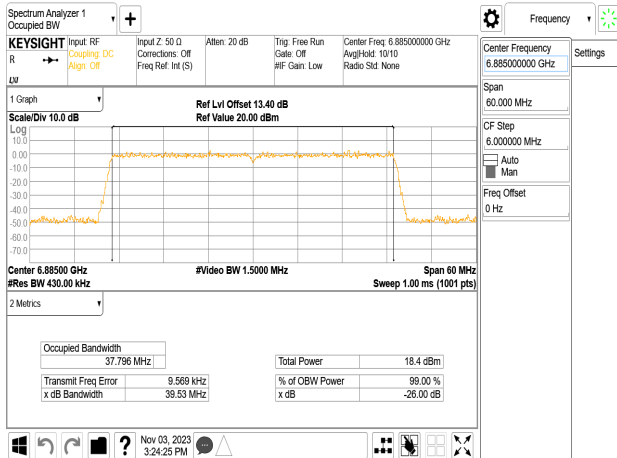 Spectrum Analyzer 1
Occupied BW
Frequency
KEYSIGHT
R
Input: RF
Coupling: DC
Align: Off
Input Z: 50 Ω
Corrections: Off
Freq Ref: Int (S)
Atten: 20 dB
Trig: Free Run
Gate: Off
#IF Gain: Low
Center Freq: 6.885000000 GHz
Avg|Hold: 10/10
Radio Std: None
Center Frequency
6.885000000 GHz
Settings
Span
60.000 MHz
CF Step
6.000000 MHz
Auto
Man
Freq Offset
0 Hz
1 Graph
Ref Lvl Offset 13.40 dB
Scale/Div 10.0 dB
Ref Value 20.00 dBm
Log
10.0
0.00
-10.0
-20.0
-30.0
-40.0
-50.0
-60.0
-70.0
Center 6.88500 GHz
#Video BW 1.5000 MHz
Span 60 MHz
#Res BW 430.00 kHz
Sweep 1.00 ms (1001 pts)
2 Metrics
Occupied Bandwidth
37.796 MHz
Total Power 18.4 dBm
Transmit Freq Error 9.569 kHz
% of OBW Power 99.00 %
x dB Bandwidth 39.53 MHz
x dB -26.00 dB
?
Nov 03, 2023
3:24:25 PM